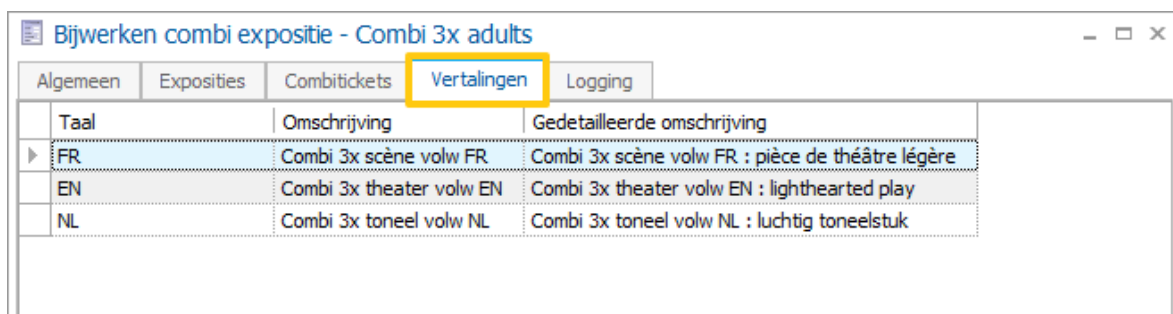 Bijwerken combi expositie - Combi 3x adults
Algemeen Exposities Combitickets Vertalingen Logging
Taal Omschrijving Gedetailleerde omschrijving
FR Combi 3x scène volw FR Combi 3x scène volw FR : pièce de théâtre légère
EN Combi 3x theater volw EN Combi 3x theater volw EN : lighthearted play
NL Combi 3x toneel volw NL Combi 3x toneel volw NL : luchtig toneelstuk